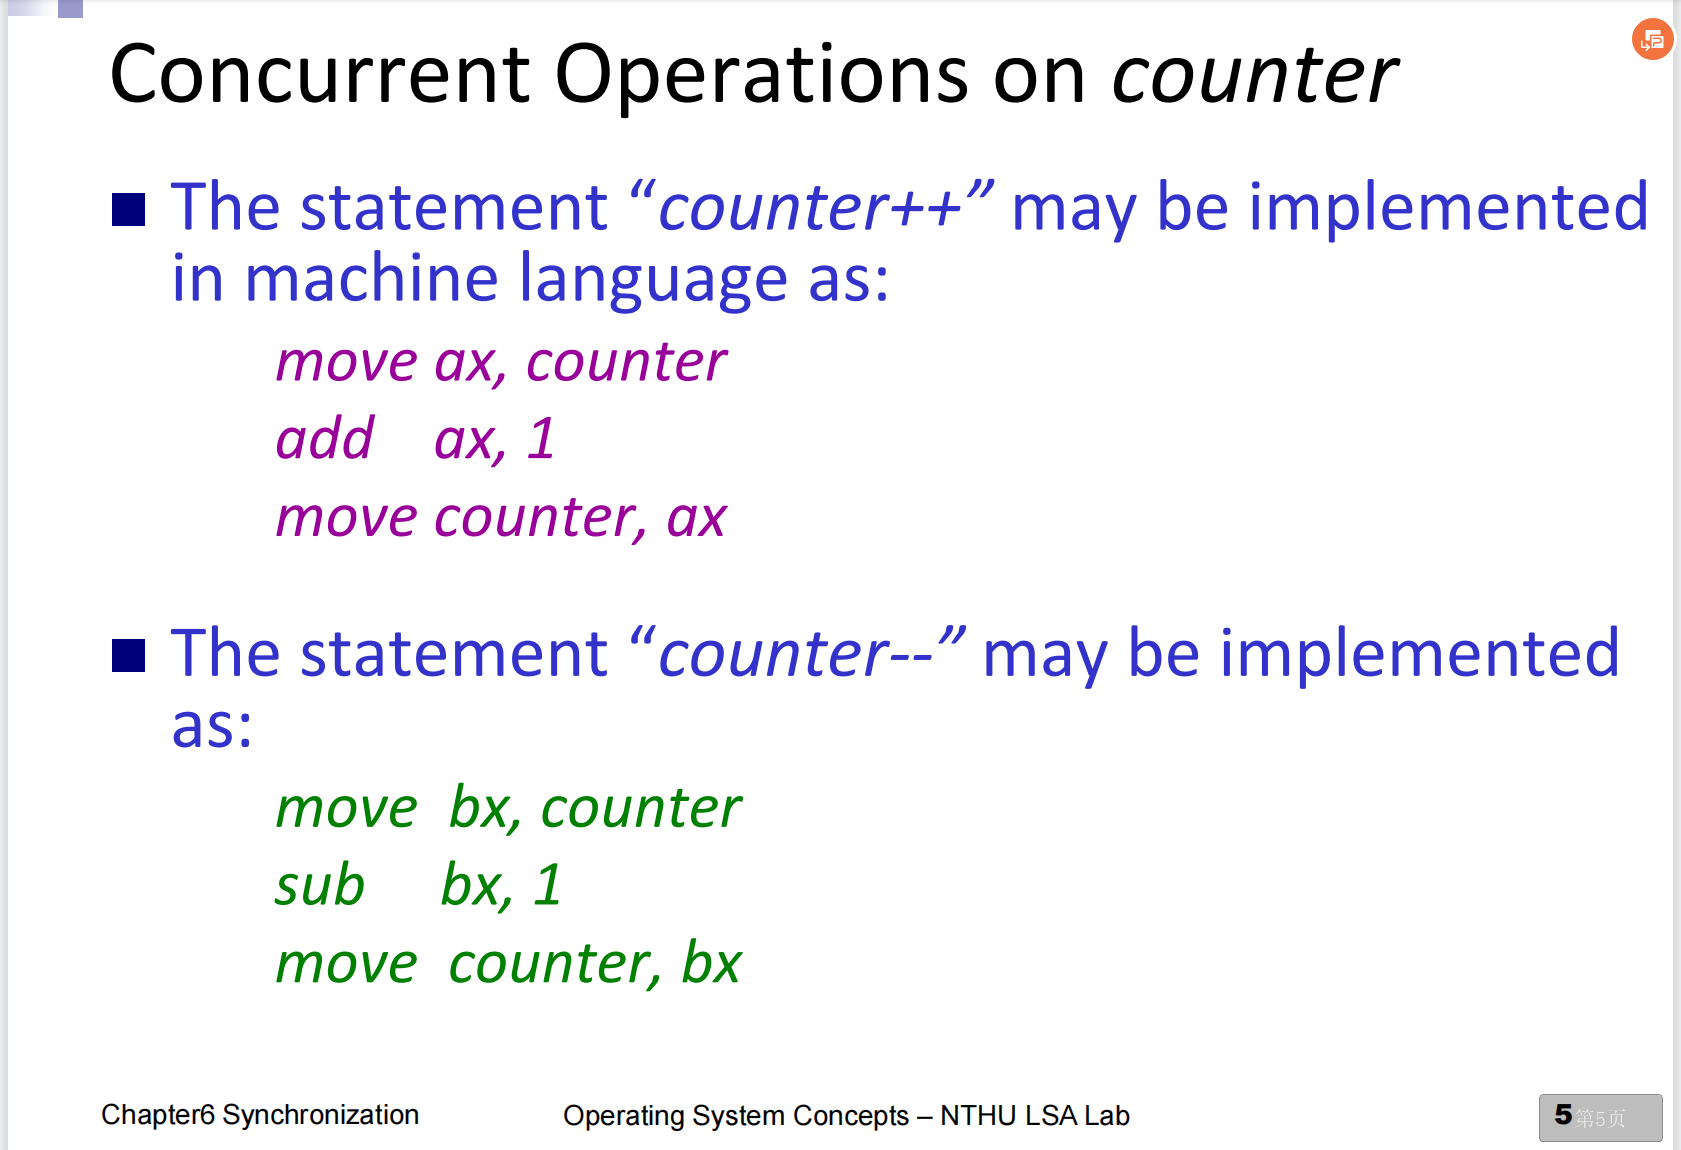 Concurrent Operations on counter
The statement “counter++” may be implemented
in machine language as:
move ax, counter
add ax, 1
move counter, ax
The statement “counter--” may be implemented
as:
move bx, counter
sub bx, 1
move counter, bx
Chapter6 Synchronization
Operating System Concepts – NTHU LSA Lab
5 第5页